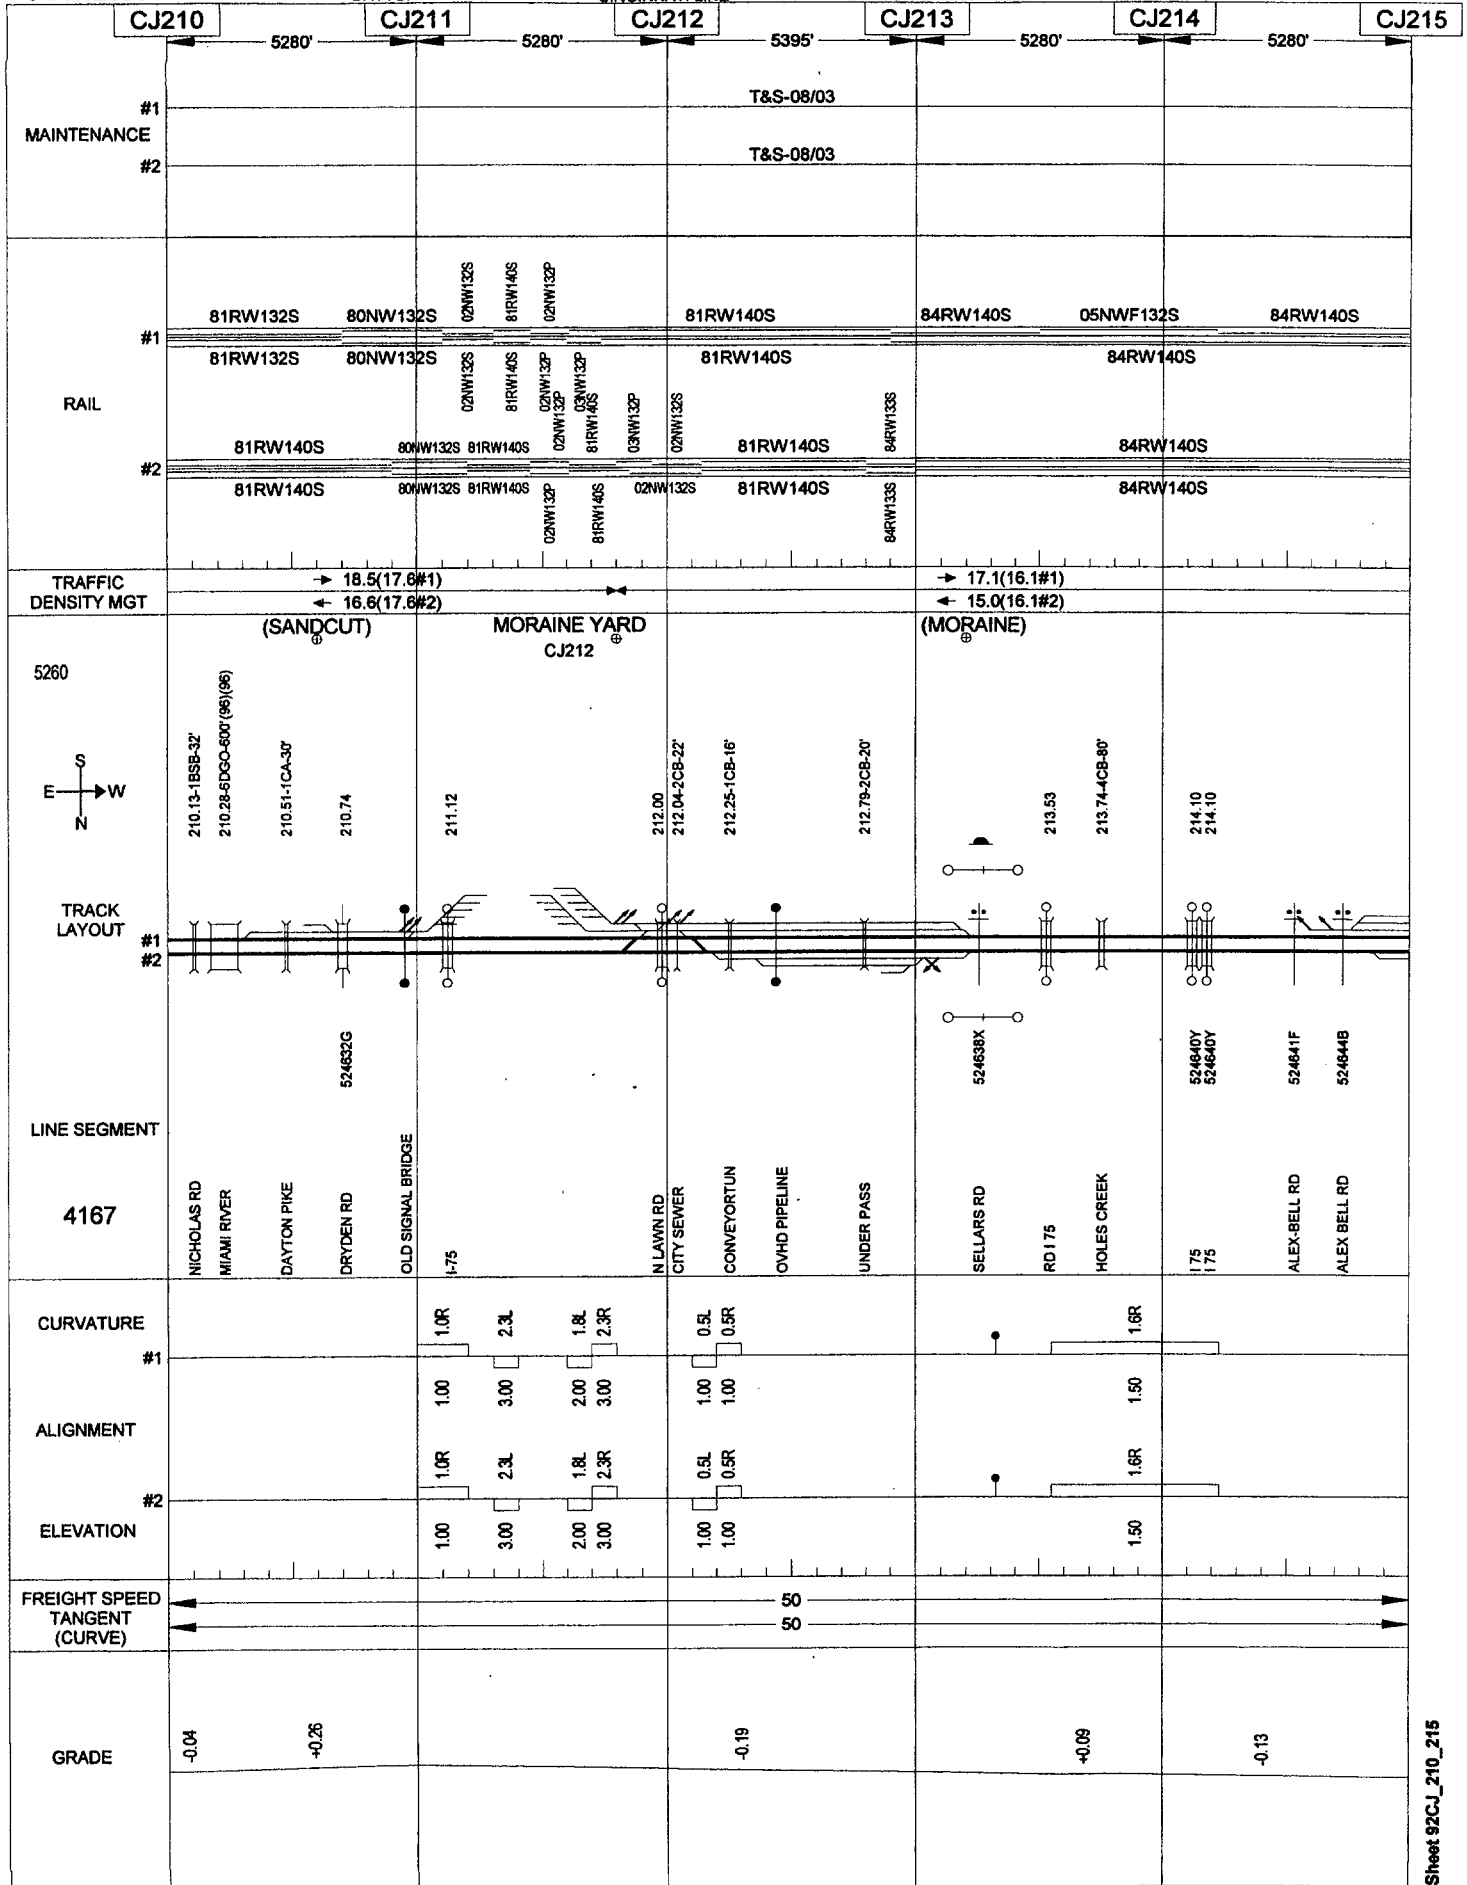 CJ210 CJ211 CJ212 CJ213 CJ214 CJ215
5280' 5280' 5395' 5280' 5280'
#1 T&S-08/03
MAINTENANCE
#2 T&S-08/03
02NW132S 81RW140S 02NW132P
81RW132S 80NW132S 81RW140S 84RW140S 05NWF132S 84RW140S
#1
81RW132S 80NW132S 81RW140S 84RW140S
02NW132S 81RW140S 02NW132P 03NW132P
RAIL
02NW132P 81RW140S 03NW132P 02NW132S 84RW133S
81RW140S 80NW132S 81RW140S 81RW140S 84RW140S
#2
81RW140S 80NW132S 81RW140S 02NW132S 81RW140S 84RW140S
02NW132P 81RW140S 84RW133S
TRAFFIC 18.5(17.6#1) 17.1(16.1#1)
DENSITY MGT 16.6(17.6#2) 15.0(16.1#2)
(SANDCUT) MORAINE YARD (MORAINE)
CJ212
5260
S
E W
N
210.13-1BSB-32'
210.28-6DGO-600'(96)(96)
210.51-1CA-30'
210.74
211.12
212.00
212.04-2CB-22'
212.25-1CB-16'
212.79-2CB-20'
213.53
213.74-4CB-80'
214.10
214.10
TRACK
LAYOUT
#1
#2
524632G
524638X
524640Y
524640Y
524641F
524644B
LINE SEGMENT
4167
NICHOLAS RD
MIAMI RIVER
DAYTON PIKE
DRYDEN RD
OLD SIGNAL BRIDGE
I-75
N LAWN RD
CITY SEWER
CONVEYORTUN
OVHD PIPELINE
UNDER PASS
SELLARS RD
RD I 75
HOLES CREEK
I 75
I 75
ALEX-BELL RD
ALEX BELL RD
CURVATURE 1.0R 2.3L 1.8L 2.3R 0.5L 0.5R 1.6R
#1
1.00 3.00 2.00 3.00 1.00 1.00 1.50
ALIGNMENT
1.0R 2.3L 1.8L 2.3R 0.5L 0.5R 1.6R
#2
ELEVATION 1.00 3.00 2.00 3.00 1.00 1.00 1.50
FREIGHT SPEED 50
TANGENT 50
(CURVE)
GRADE -0.04 +0.26 -0.19 +0.09 -0.13
Sheet 92CJ_210_215